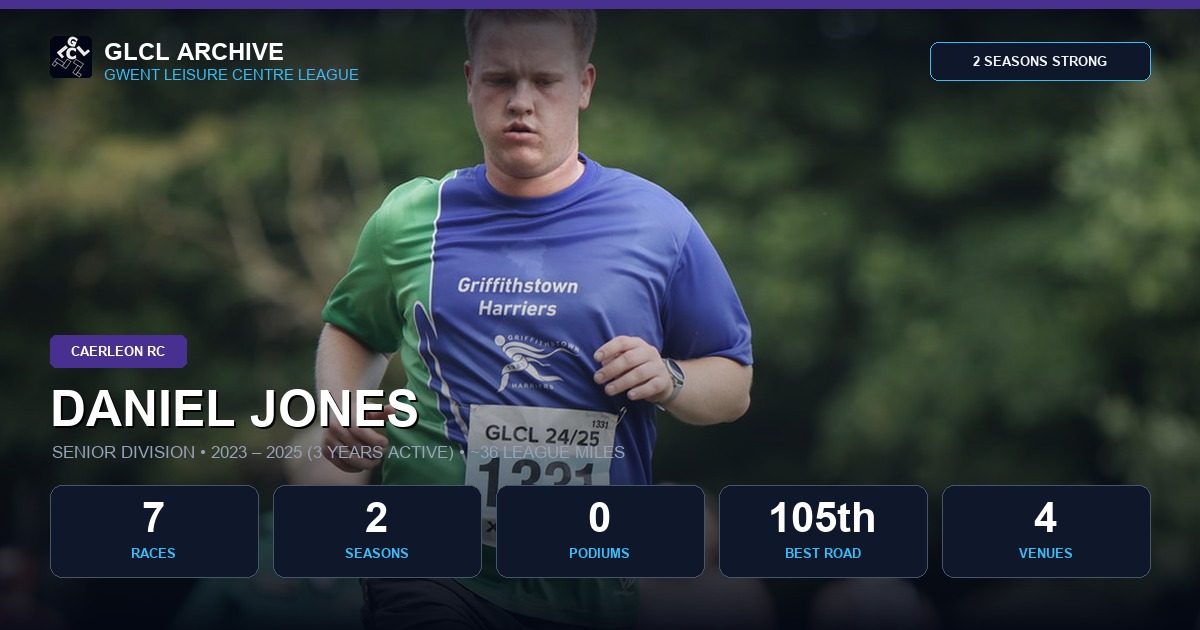 GLCL ARCHIVE
GWENT LEISURE CENTRE LEAGUE
2 SEASONS STRONG
Griffithstown
Harriers
GRIFFITHSTOWN
HARRIERS
CAERLEON RC
DANIEL JONES
1331
GLCL 24/25
SENIOR DIVISION • 2023 – 2025 (3 YEARS ACTIVE) • ~36 LEAGUE MILES
1331
7
RACES
2
SEASONS
0
PODIUMS
105th
BEST ROAD
4
VENUES